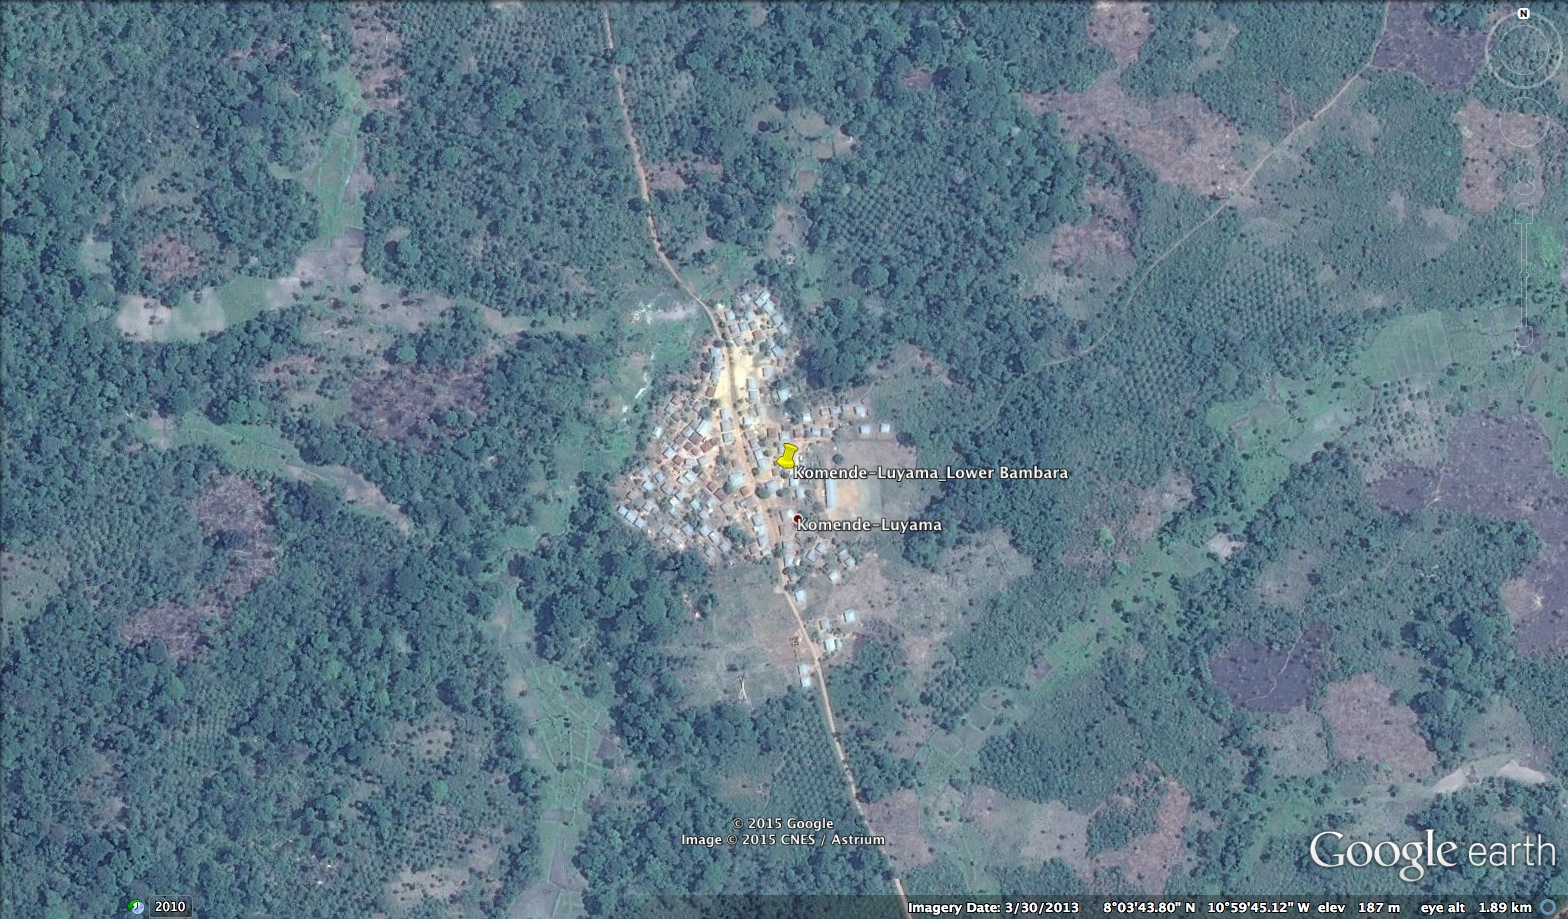 N
Komende-Luyama_Lower Bambara
Komende-Luyama
© 2015 Google
Image © 2015 CNES / Astrium
Google earth
2010
Imagery Date: 3/30/2013 8°03'43.80" N 10°59'45.12" W elev 187 m eye alt 1.89 km